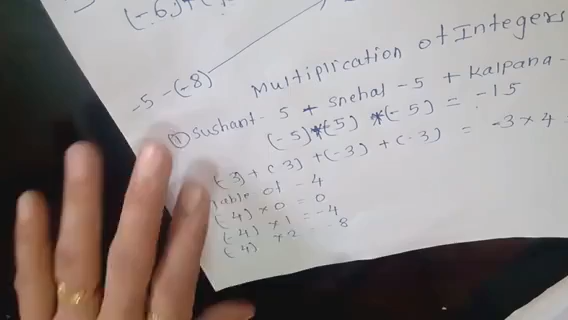 (-6)+(
-5 -(-8)
Multiplication of Integers
① Sushant - 5 + Snehal -5 + Kalpana -
(-5)*(5) *(-5) = -15
(-3)+(-3)+(-3)+(-3) = -3×4 =
Table of -4
(-4)×0 = 0
(-4)×1 = -4
(-4) ×2 = -8